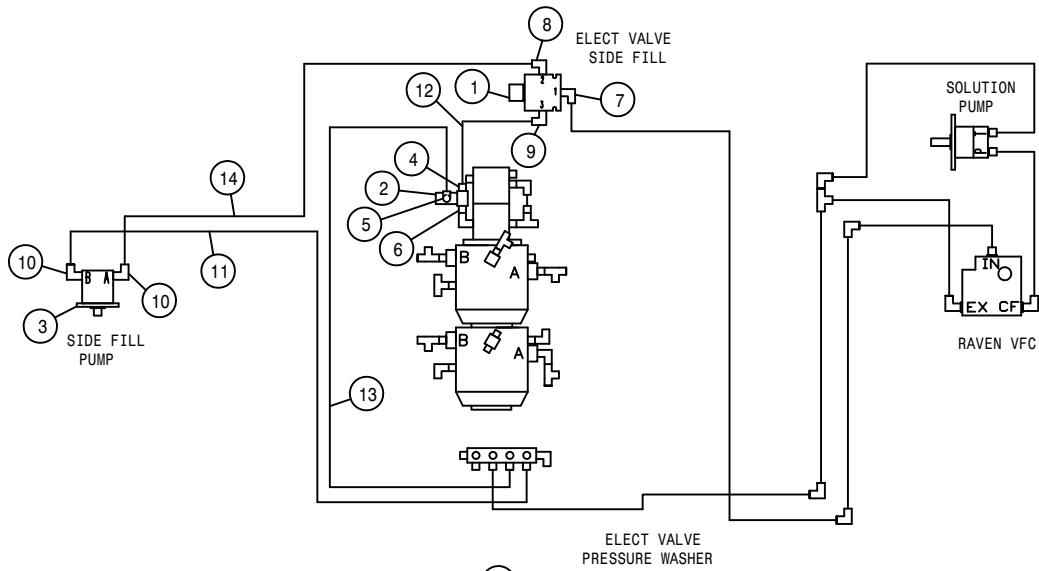 8
ELECT VALVE
SIDE FILL
12
1
2
1
3
7
SOLUTION
PUMP
T
P
9
4
14
2
5
6
B
A
IN
10
B A
10
11
EX CF
3
SIDE FILL
PUMP
RAVEN VFC
B
A
13
ELECT VALVE
PRESSURE WASHER